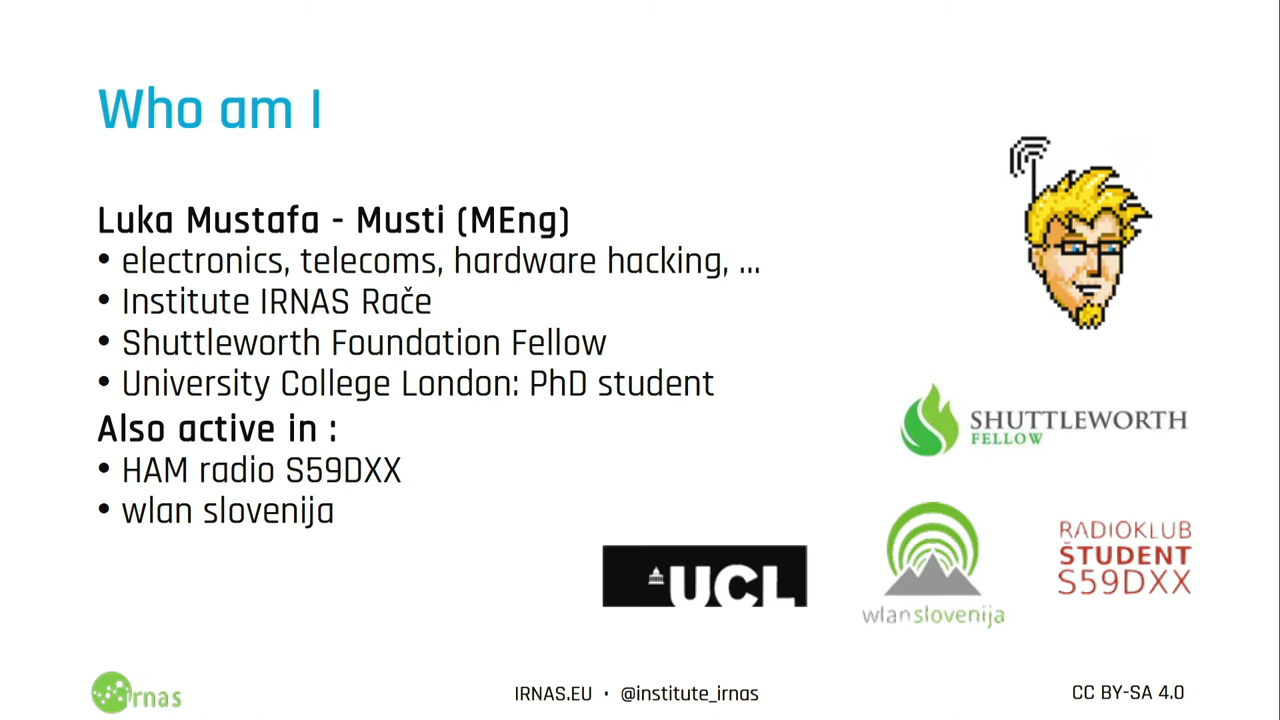 Who am I
Luka Mustafa - Musti (MEng)
• electronics, telecoms, hardware hacking, ...
• Institute IRNAS Rače
• Shuttleworth Foundation Fellow
• University College London: PhD student
Also active in :
• HAM radio S59DXX
• wlan slovenija
SHUTTLEWORTH
FELLOW
UCL
wlan slovenija
RADIOKLUB
ŠTUDENT
S59DXX
irnas
IRNAS.EU • @institute_irnas
CC BY-SA 4.0